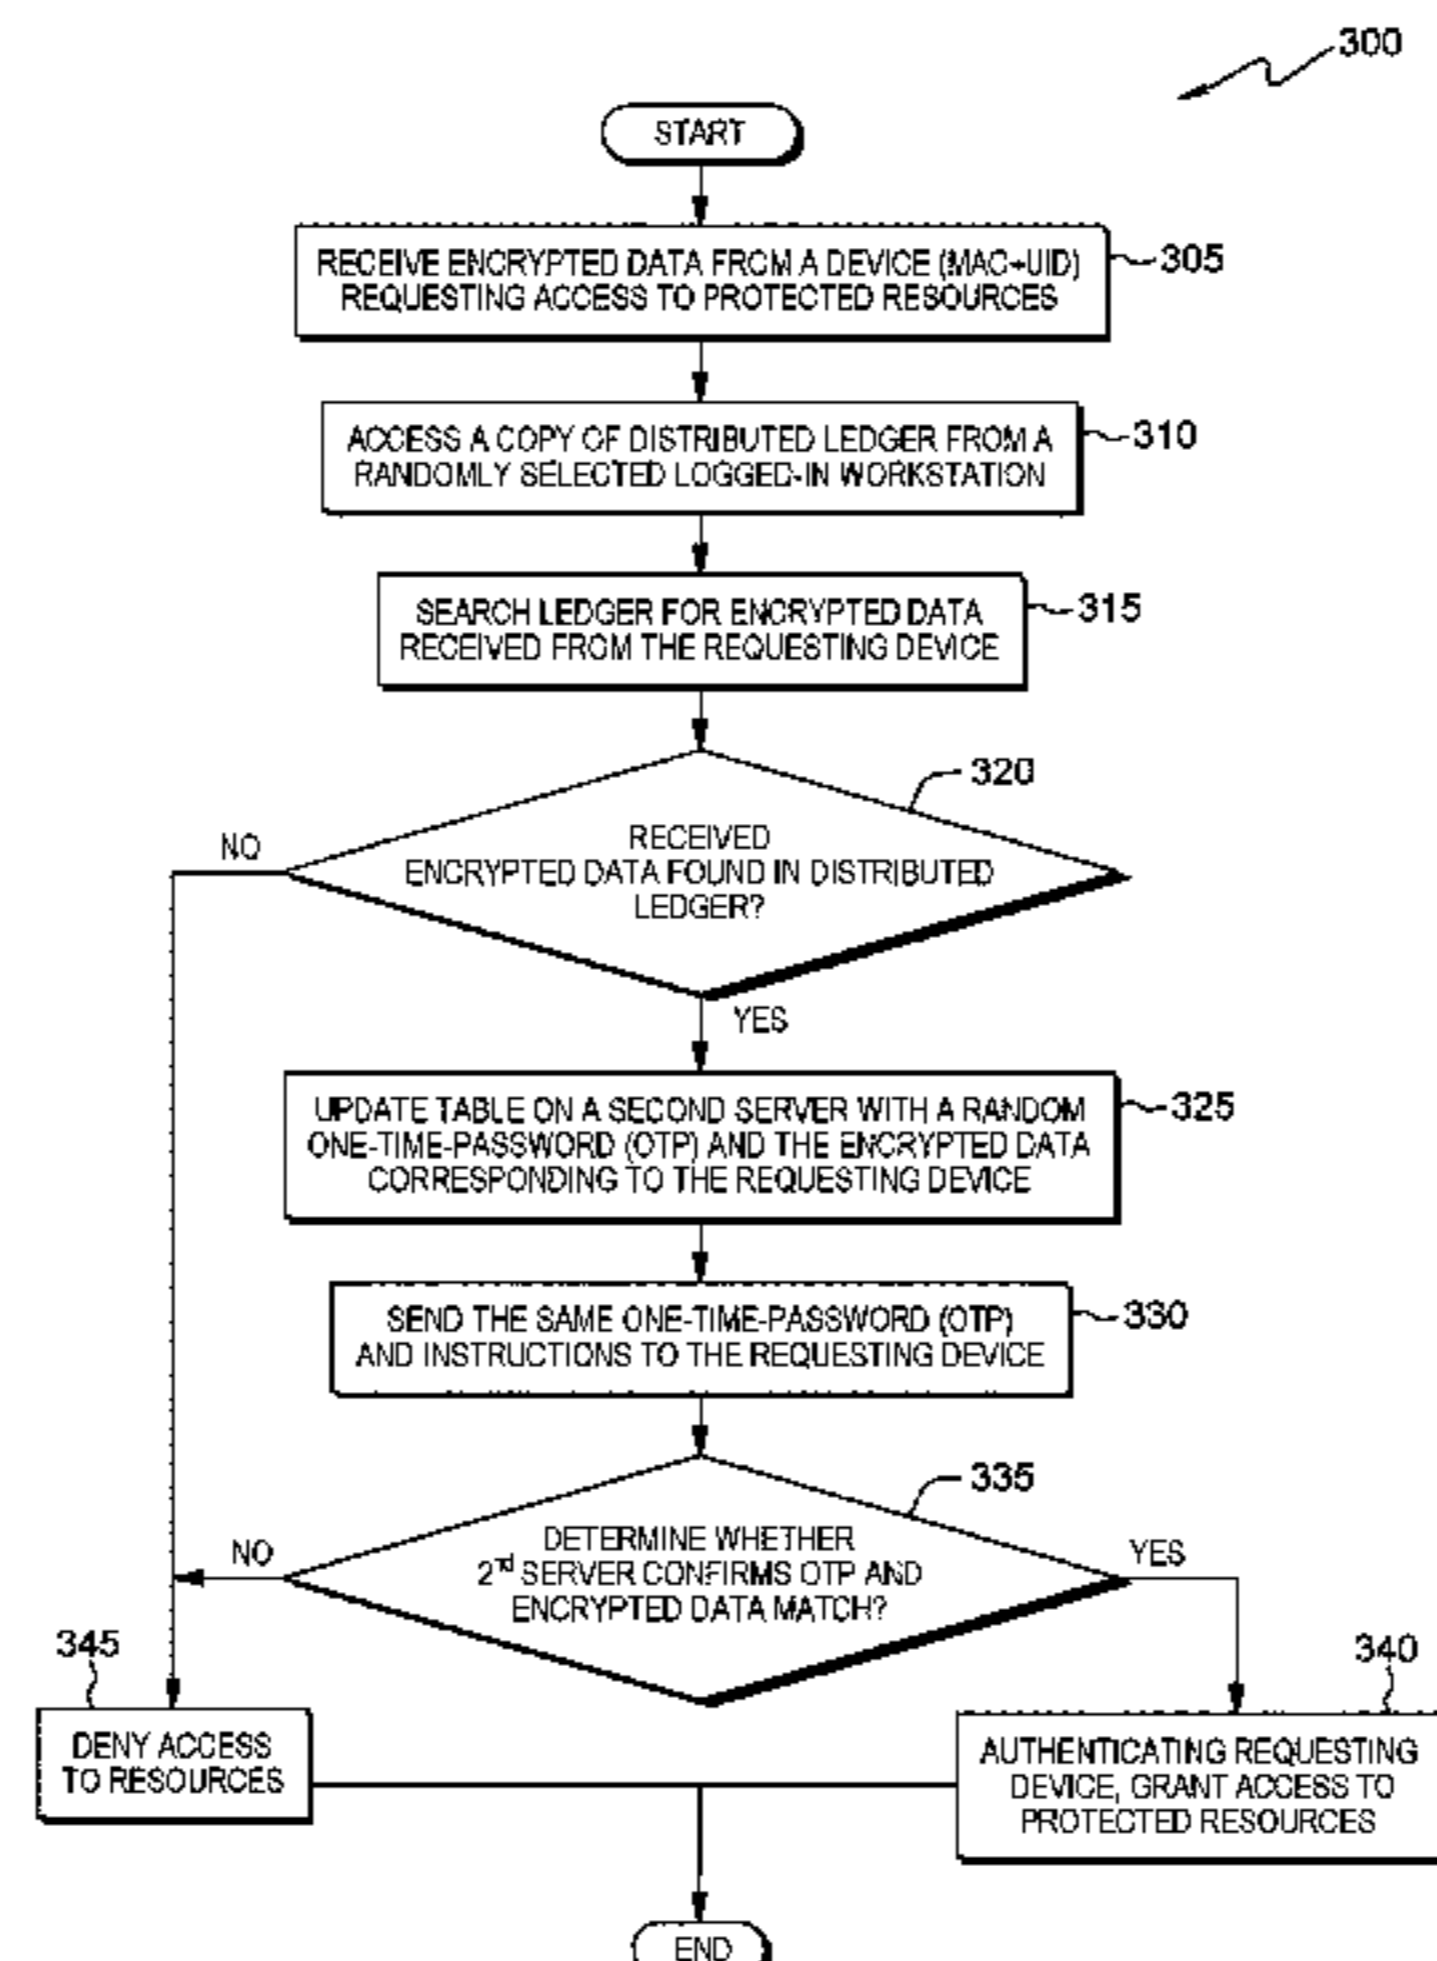 300
START
RECEIVE ENCRYPTED DATA FROM A DEVICE (MAC+UID)
REQUESTING ACCESS TO PROTECTED RESOURCES
305
ACCESS A COPY OF DISTRIBUTED LEDGER FROM A
RANDOMLY SELECTED LOGGED-IN WORKSTATION
310
SEARCH LEDGER FOR ENCRYPTED DATA
RECEIVED FROM THE REQUESTING DEVICE
315
320
RECEIVED
ENCRYPTED DATA FOUND IN DISTRIBUTED
LEDGER?
NO
YES
UPDATE TABLE ON A SECOND SERVER WITH A RANDOM
ONE-TIME-PASSWORD (OTP) AND THE ENCRYPTED DATA
CORRESPONDING TO THE REQUESTING DEVICE
325
SEND THE SAME ONE-TIME-PASSWORD (OTP)
AND INSTRUCTIONS TO THE REQUESTING DEVICE
330
335
DETERMINE WHETHER
2nd SERVER CONFIRMS OTP AND
ENCRYPTED DATA MATCH?
NO
YES
345
DENY ACCESS
TO RESOURCES
340
AUTHENTICATING REQUESTING
DEVICE, GRANT ACCESS TO
PROTECTED RESOURCES
END